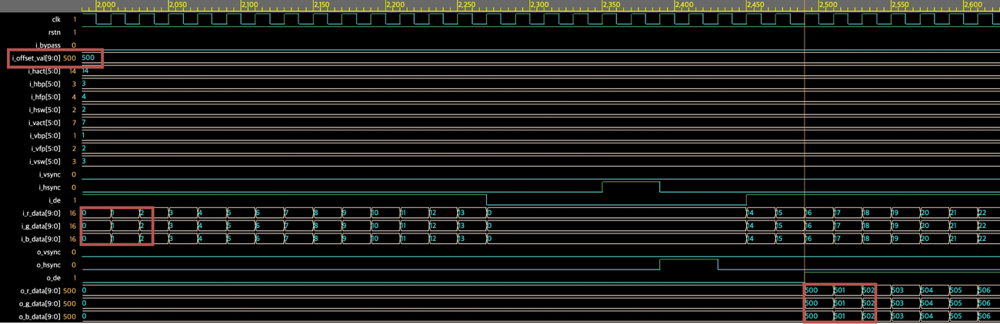 2,000 2,050 2,100 2,150 2,200 2,250 2,300 2,350 2,400 2,450 2,500 2,550 2,600
clk 1
rstn 1
i_bypass 0
i_offset_val[9:0] 500 500
i_hact[5:0] 14 14
i_hbp[5:0] 3 3
i_hfp[5:0] 4 4
i_hsw[5:0] 2 2
i_vact[5:0] 7 7
i_vbp[5:0] 1 1
i_vfp[5:0] 2 2
i_vsw[5:0] 3 3
i_vsync 0
i_hsync 0
i_de 1
i_r_data[9:0] 16 0 1 2 3 4 5 6 7 8 9 10 11 12 13 0 14 15 16 17 18 19 20 21 22
i_g_data[9:0] 16 0 1 2 3 4 5 6 7 8 9 10 11 12 13 0 14 15 16 17 18 19 20 21 22
i_b_data[9:0] 16 0 1 2 3 4 5 6 7 8 9 10 11 12 13 0 14 15 16 17 18 19 20 21 22
o_vsync 0
o_hsync 0
o_de 1
o_r_data[9:0] 500 0 500 501 502 503 504 505 506
o_g_data[9:0] 500 0 500 501 502 503 504 505 506
o_b_data[9:0] 500 0 500 501 502 503 504 505 506